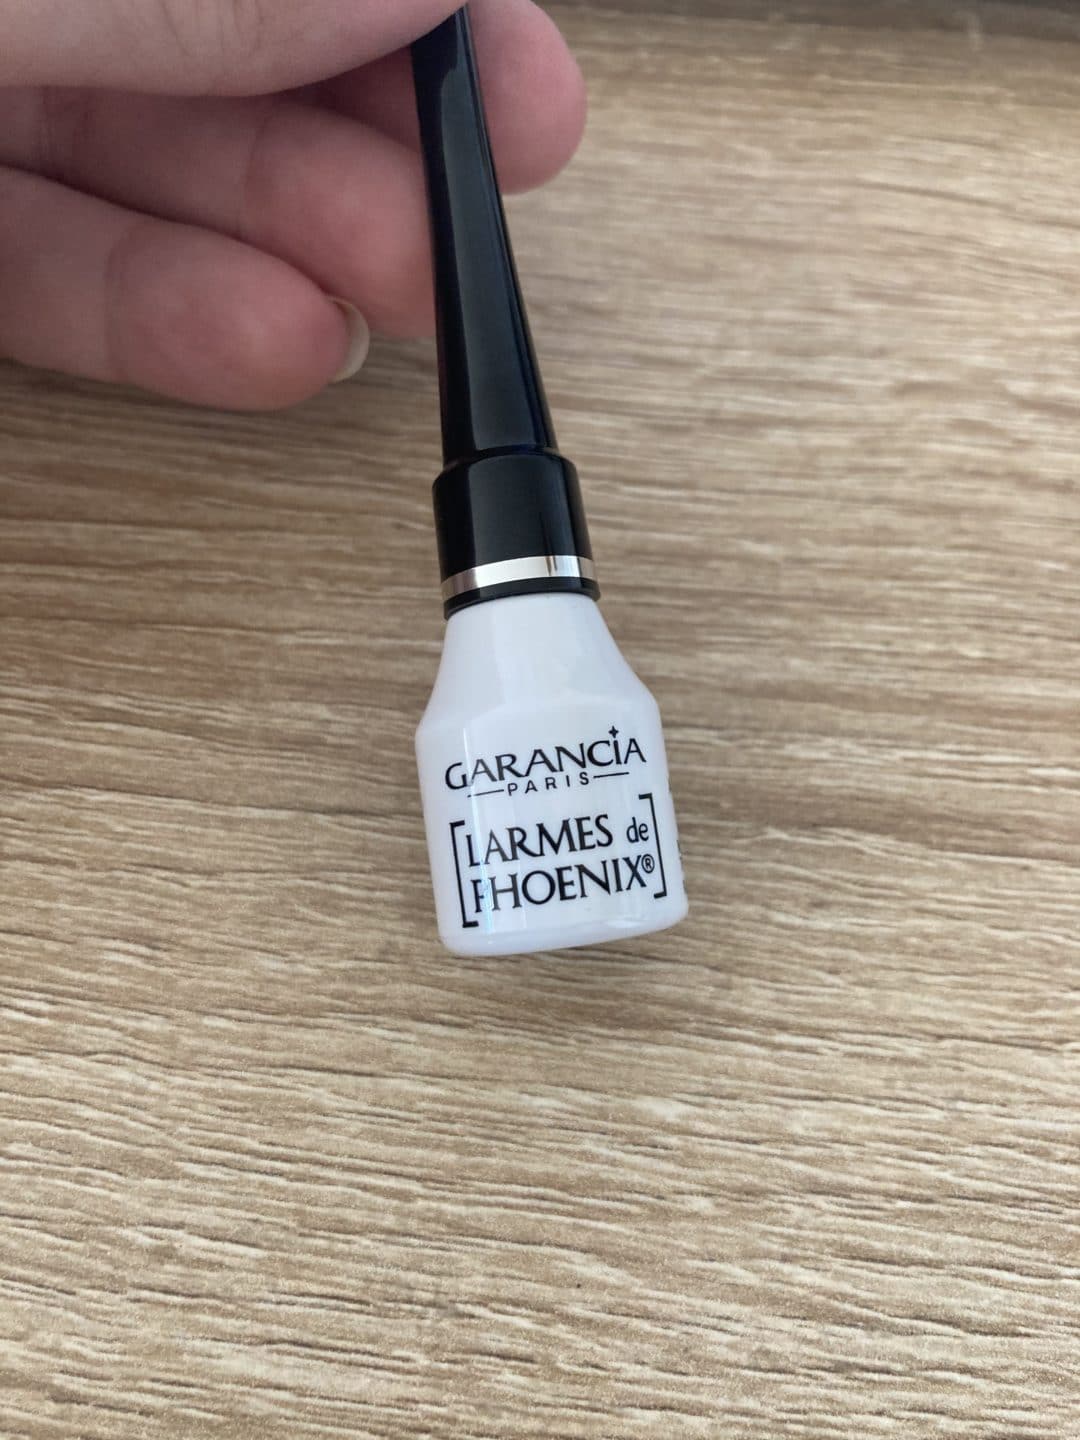 GARANCIA
PARIS
[LARMES de
PHOENIX®]